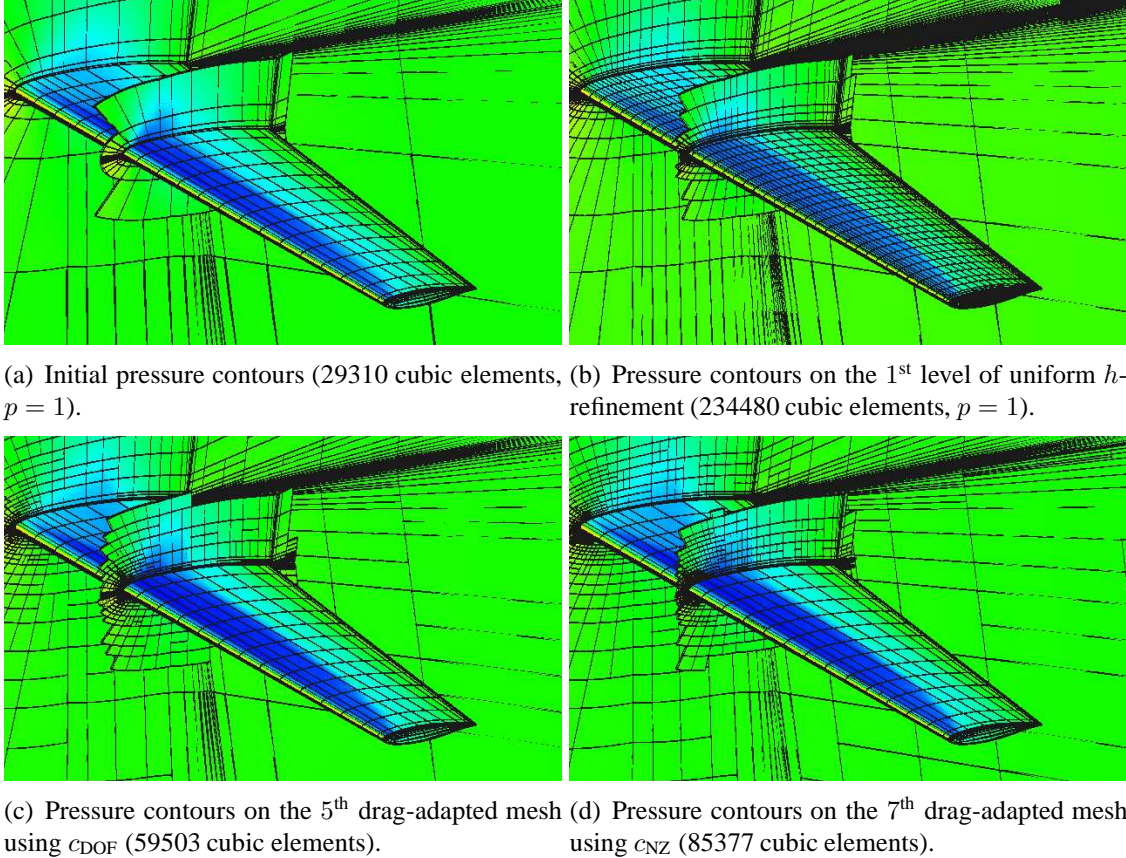 (a) Initial pressure contours (29310 cubic elements,
p = 1).
(b) Pressure contours on the 1st level of uniform h-
refinement (234480 cubic elements, p = 1).
(c) Pressure contours on the 5th drag-adapted mesh
using cDOF (59503 cubic elements).
(d) Pressure contours on the 7th drag-adapted mesh
using cNZ (85377 cubic elements).